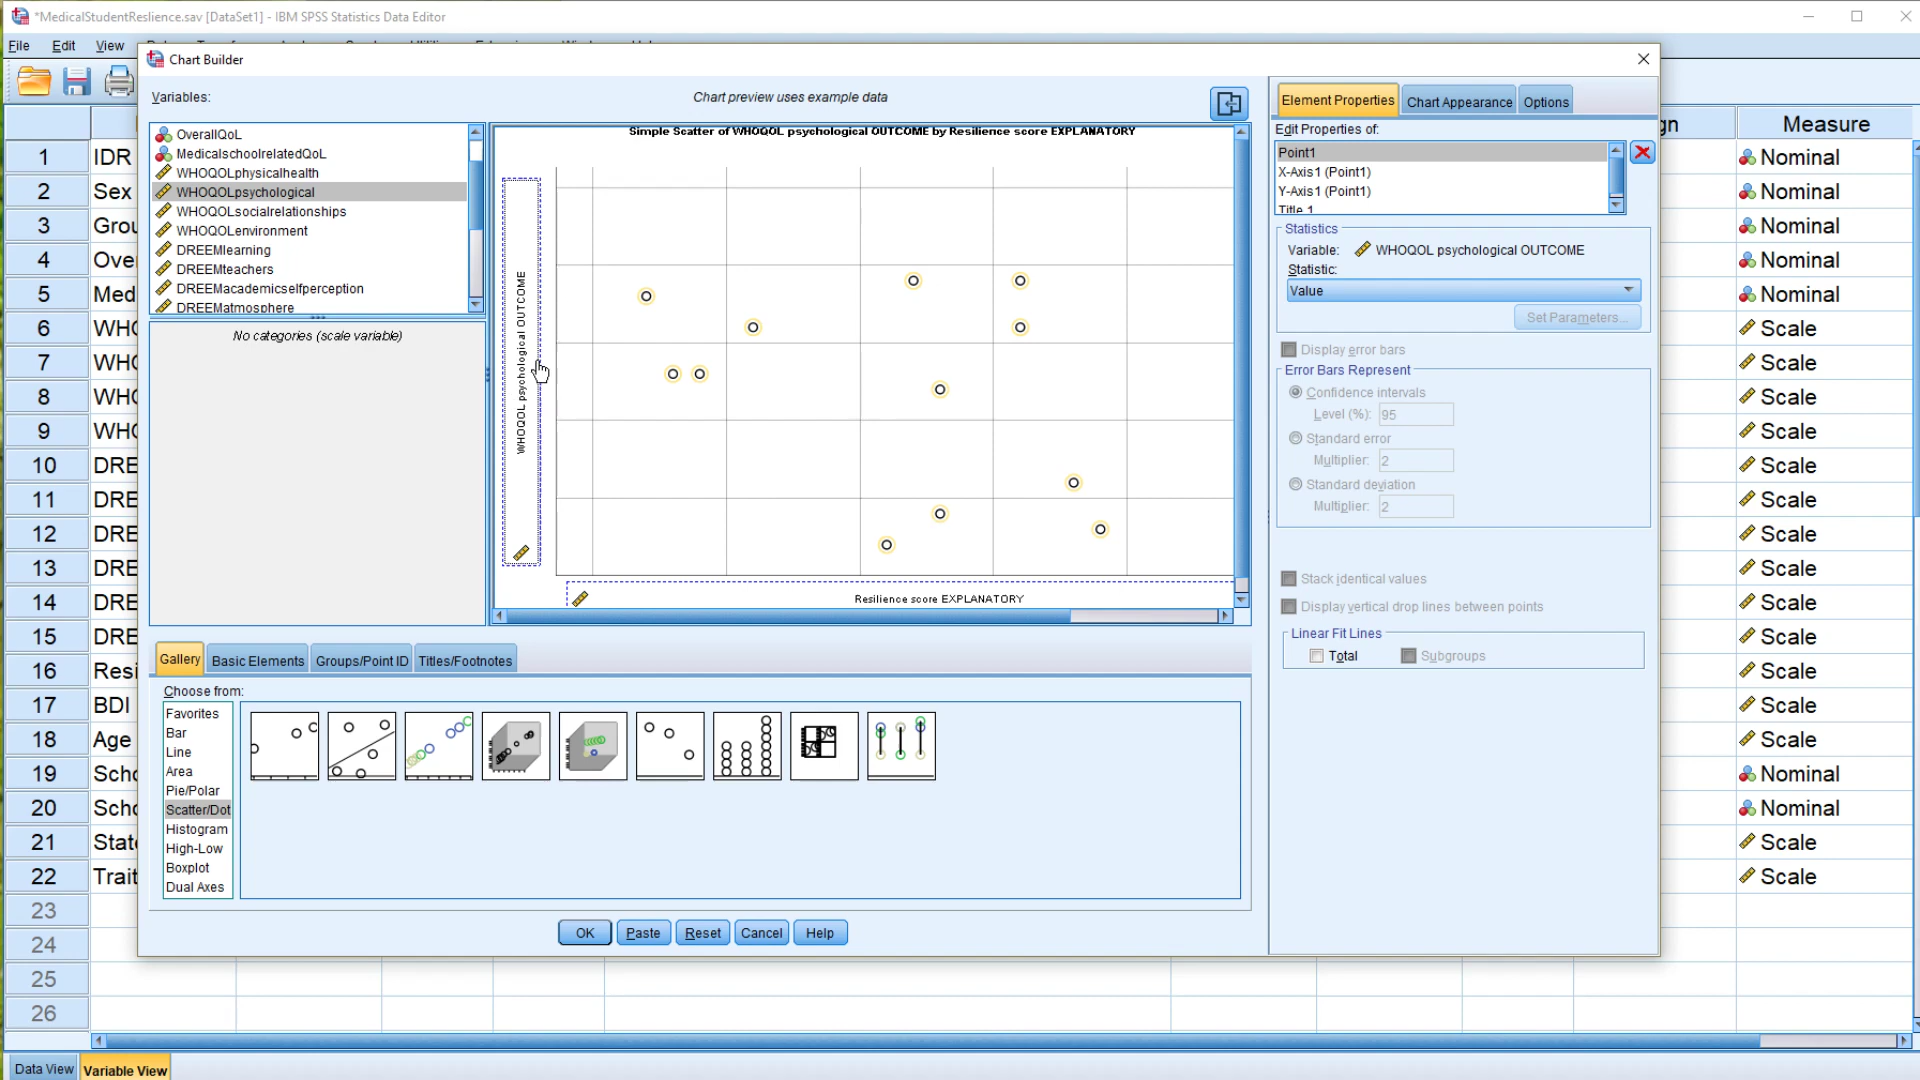 *MedicalStudentReslience.sav [DataSet1] - IBM SPSS Statistics Data Editor
File Edit View
Chart Builder
Variables:
Chart preview uses example data
OverallQoL
MedicalschoolrelatedQoL
WHOQOLphysicalhealth
WHOQOLpsychological
WHOQOLsocialrelationships
WHOQOLenvironment
DREEMlearning
DREEMteachers
DREEMacademicselfperception
DREEMatmosphere
No categories (scale variable)
Simple Scatter of WHOQOL psychological OUTCOME by Resilience score EXPLANATORY
WHOQOL psychological OUTCOME
Resilience score EXPLANATORY
Element Properties Chart Appearance Options
Edit Properties of:
Point1
X-Axis1 (Point1)
Y-Axis1 (Point1)
Title 1
Statistics
Variable: WHOQOL psychological OUTCOME
Statistic:
Value
Set Parameters...
Display error bars
Error Bars Represent
Confidence intervals
Level (%): 95
Standard error
Multiplier: 2
Standard deviation
Multiplier: 2
Stack identical values
Display vertical drop lines between points
Linear Fit Lines
Total Subgroups
Gallery Basic Elements Groups/Point ID Titles/Footnotes
Choose from:
Favorites
Bar
Line
Area
Pie/Polar
Scatter/Dot
Histogram
High-Low
Boxplot
Dual Axes
OK Paste Reset Cancel Help
gn Measure
1 IDR Nominal
2 Sex Nominal
3 Grou Nominal
4 Over Nominal
5 Med Nominal
6 WHO Scale
7 WHO Scale
8 WHO Scale
9 WHO Scale
10 DRE Scale
11 DRE Scale
12 DRE Scale
13 DRE Scale
14 DRE Scale
15 DRE Scale
16 Resi Scale
17 BDI Scale
18 Age Scale
19 Scho Nominal
20 Scho Nominal
21 State Scale
22 Trait Scale
23
24
25
26
Data View Variable View